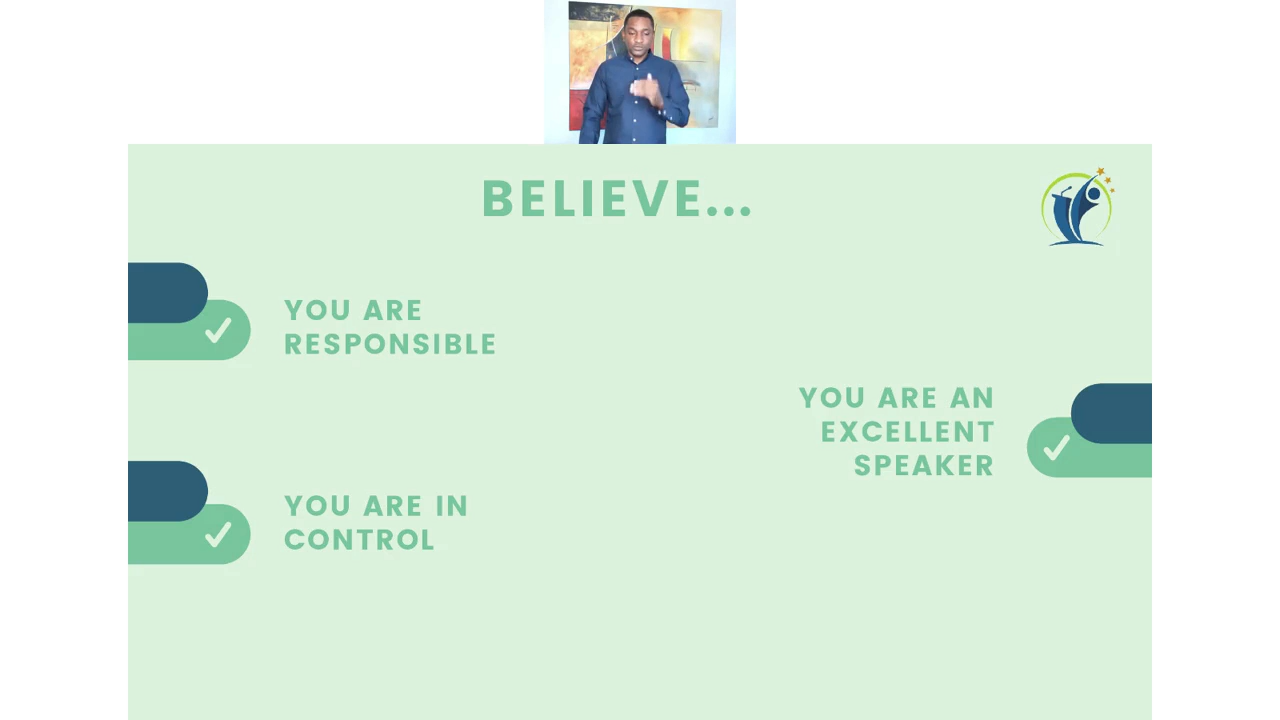 BELIEVE...
YOU ARE
RESPONSIBLE
YOU ARE AN
EXCELLENT
SPEAKER
YOU ARE IN
CONTROL